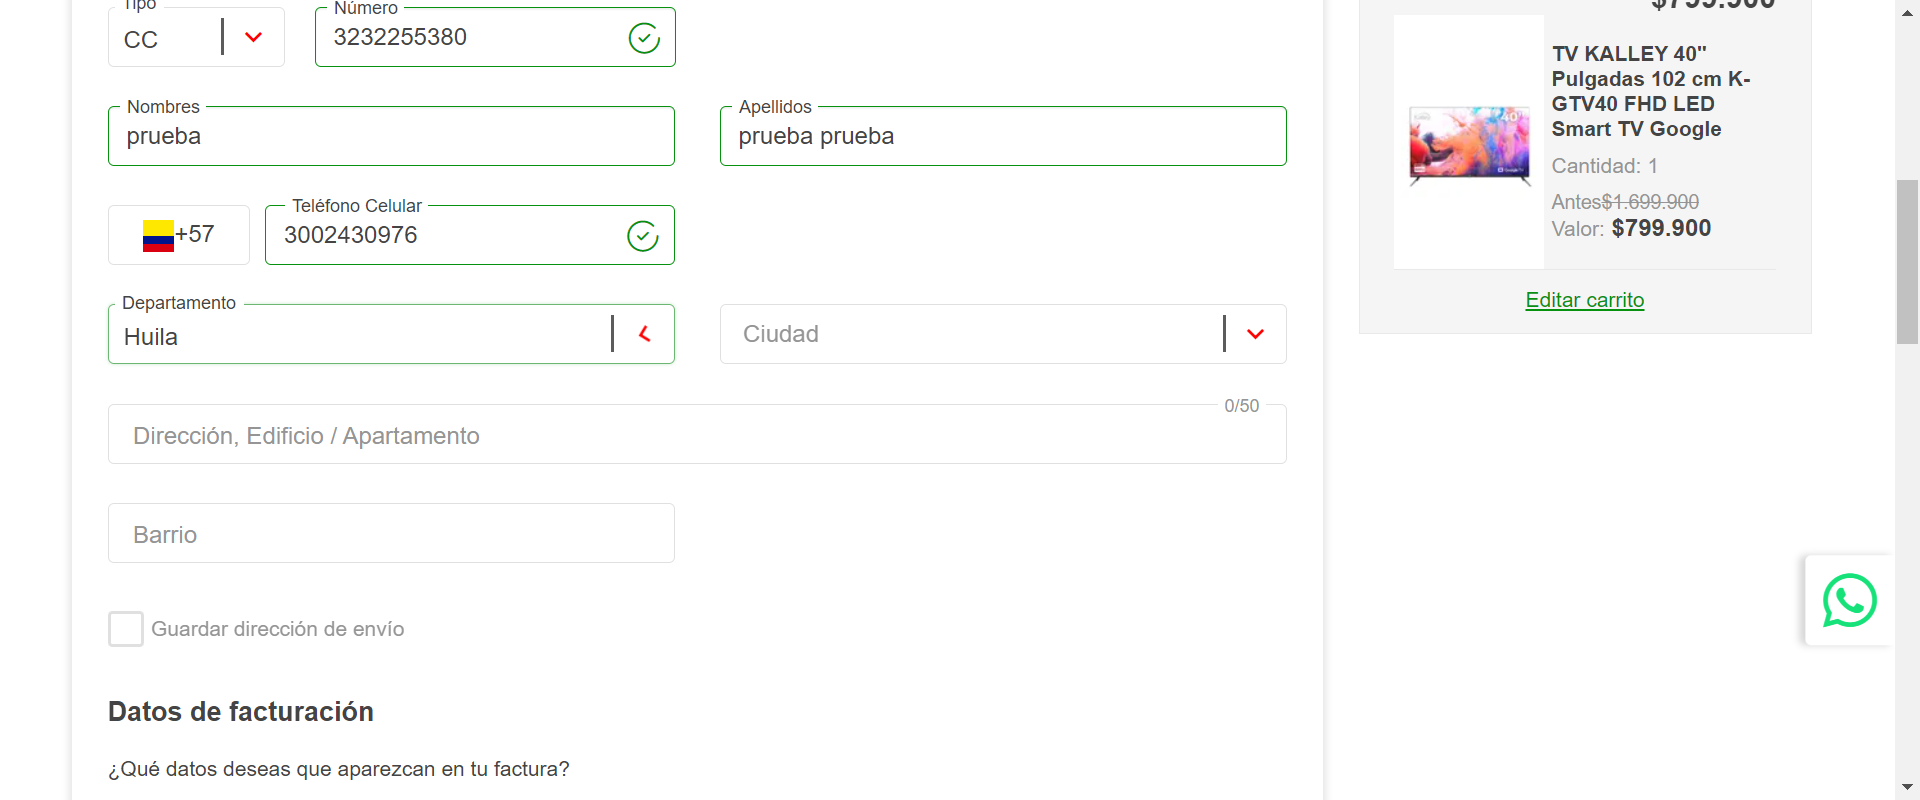 Tipo
CC
Número
3232255380
Nombres
prueba
Apellidos
prueba prueba
+57
Teléfono Celular
3002430976
Departamento
Huila
Ciudad
0/50
Dirección, Edificio / Apartamento
Barrio
Guardar dirección de envío
Datos de facturación
¿Qué datos deseas que aparezcan en tu factura?
$799.900
TV KALLEY 40"
Pulgadas 102 cm K-
GTV40 FHD LED
Smart TV Google
Cantidad: 1
Antes$1.699.900
Valor: $799.900
Editar carrito